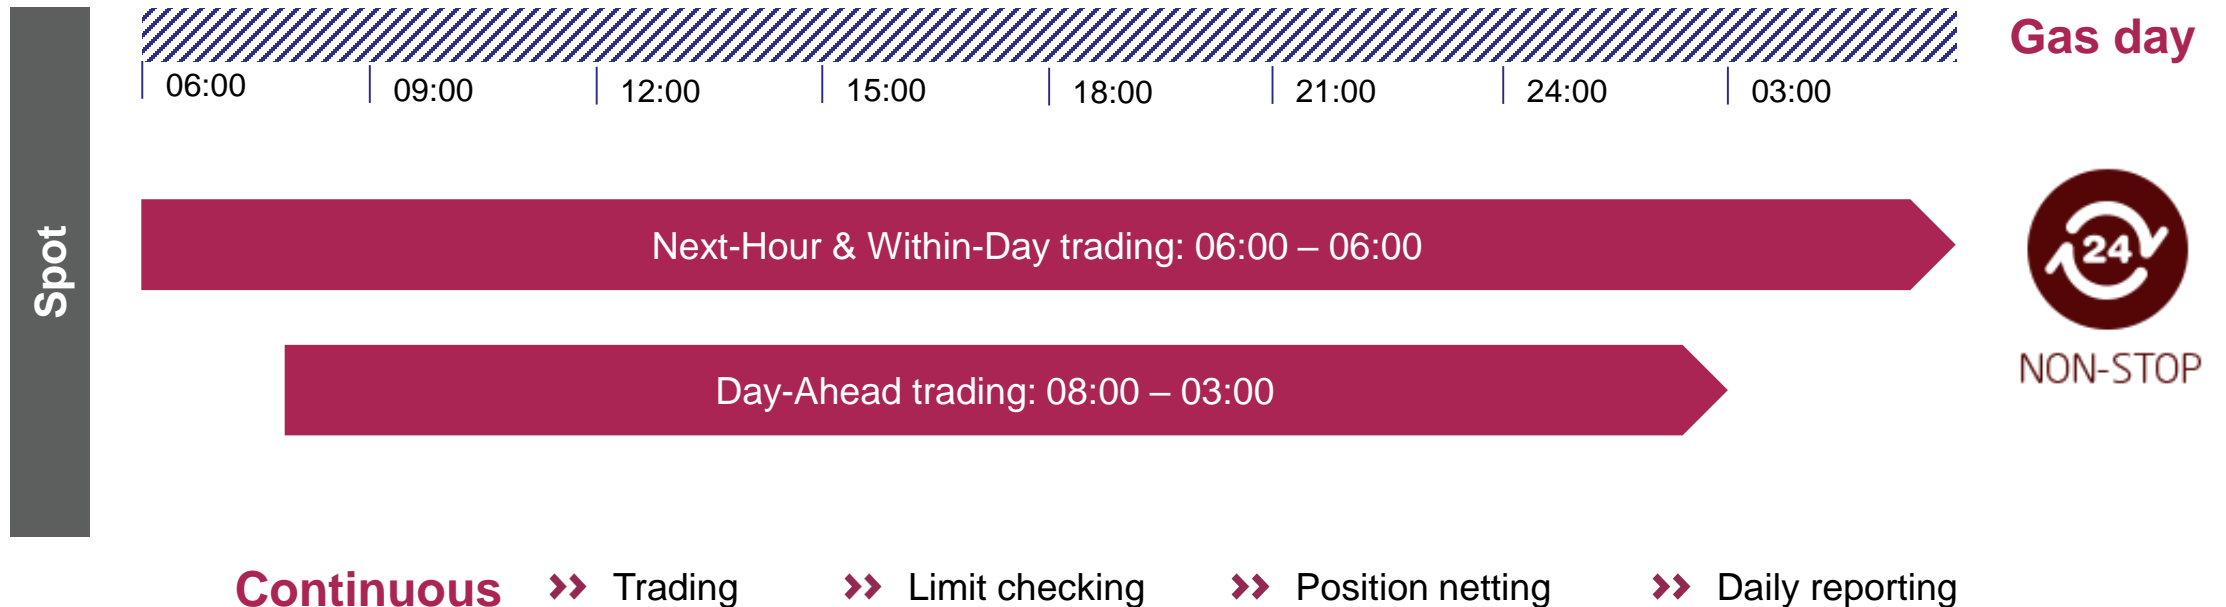 Gas day
06:00 09:00 12:00 15:00 18:00 21:00 24:00 03:00
Spot
Next-Hour & Within-Day trading: 06:00 – 06:00
24
NON-STOP
Day-Ahead trading: 08:00 – 03:00
Continuous Trading Limit checking Position netting Daily reporting